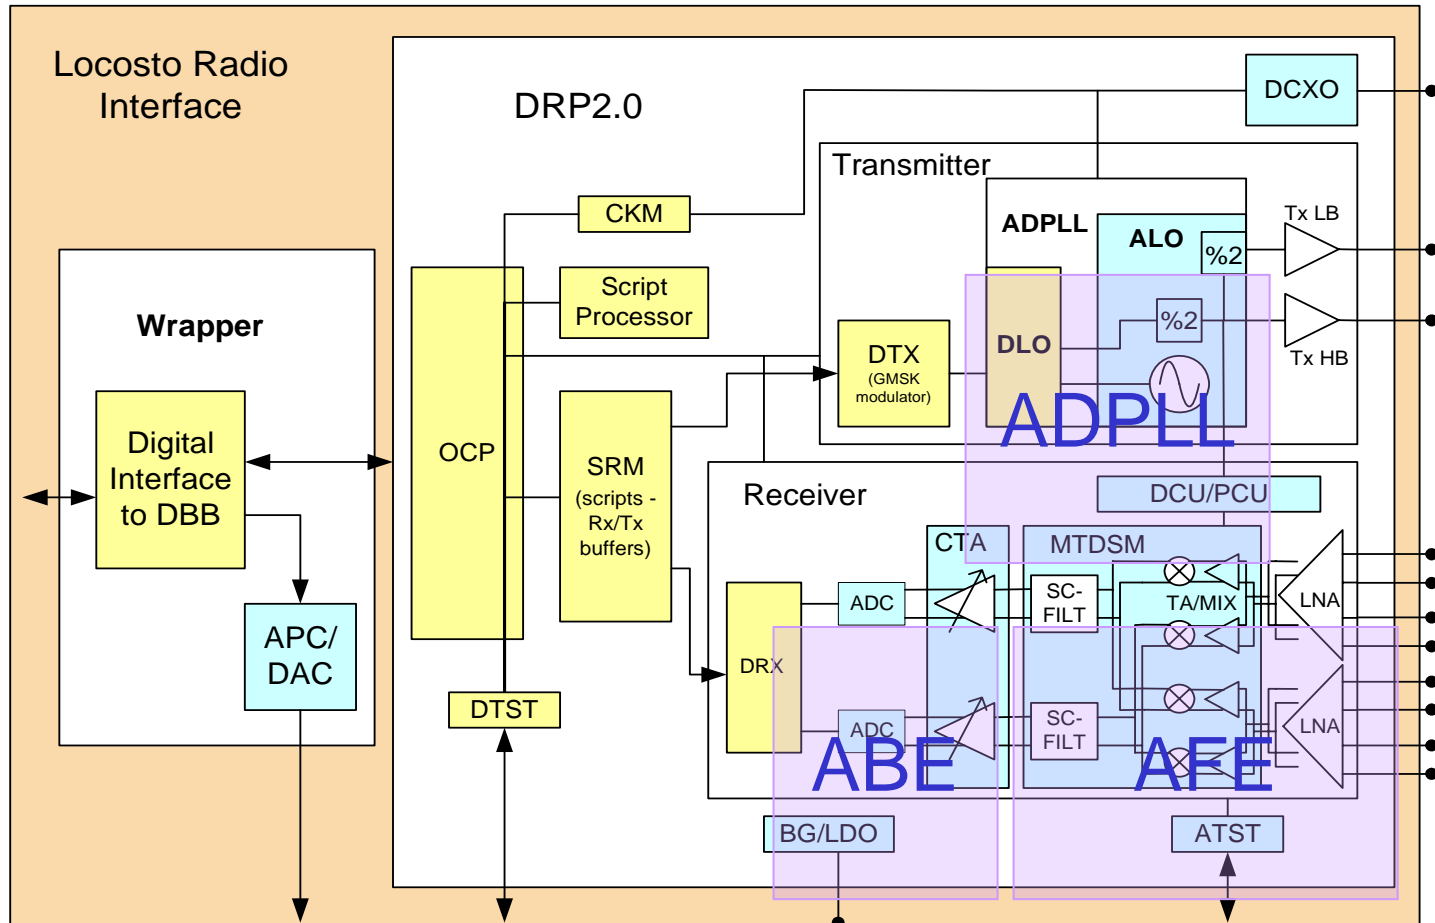 Locosto Radio
Interface
DRP2.0
DCXO
Transmitter
CKM
ADPLL
ALO
%2
Tx LB
Wrapper
Script
Processor
%2
Tx HB
DTX
(GMSK
modulator)
DLO
ADPLL
Digital
Interface
to DBB
OCP
SRM
(scripts -
Rx/Tx
buffers)
Receiver
DCU/PCU
CTA
MTDSM
ADC
SC-
FILT
TA/MIX
LNA
APC/
DAC
DRX
DTST
ADC
SC-
FILT
LNA
ABE
AFE
BG/LDO
ATST